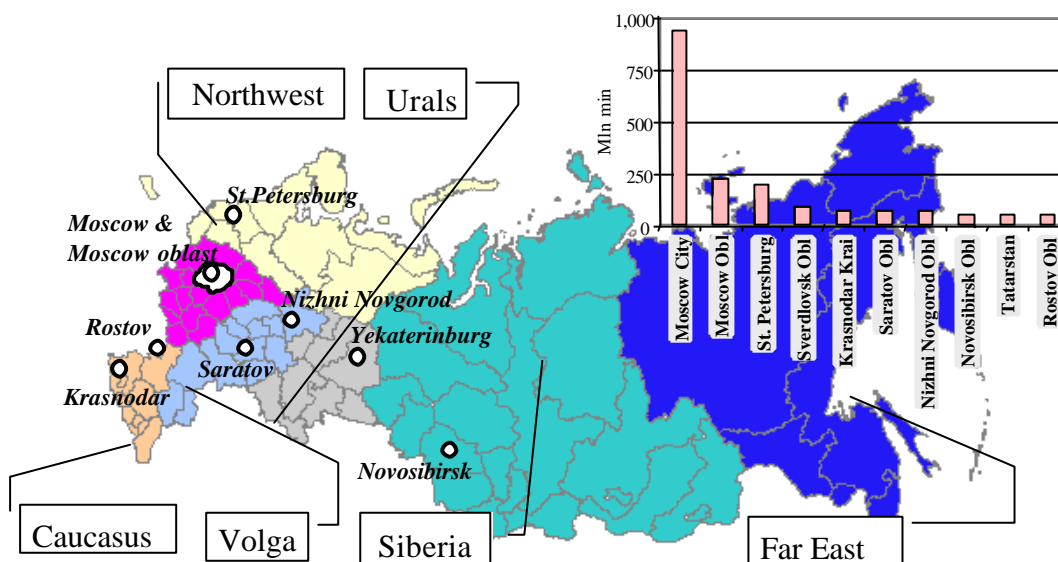 Northwest
Urals
St.Petersburg
Moscow &
Moscow oblast
Nizhni Novgorod
Rostov
Yekaterinburg
Saratov
Krasnodar
Novosibirsk
Caucasus
Volga
Siberia
Far East
Mln min
1,000
750
500
250
0
Moscow City
Moscow Obl
St. Petersburg
Sverdovsk Obl
Krasnodar Krai
Saratov Obl
Nizhni Novgorod Obl
Novosibirsk Obl
Tatarstan
Rostov Obl